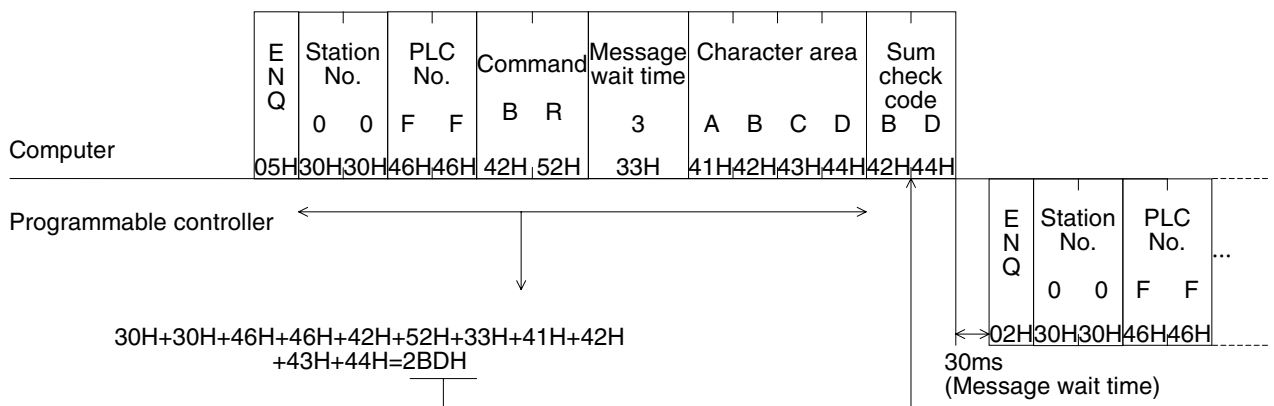 E N Q
Station No.
PLC No.
Command
Message wait time
Character area
Sum check code
0 0 F F B R 3 A B C D B D
Computer
05H 30H 30H 46H 46H 42H 52H 33H 41H 42H 43H 44H 42H 44H
Programmable controller
E N Q
Station No.
PLC No.
0 0 F F
...
02H 30H 30H 46H 46H
30H+30H+46H+46H+42H+52H+33H+41H+42H
+43H+44H=2BDH
30ms
(Message wait time)